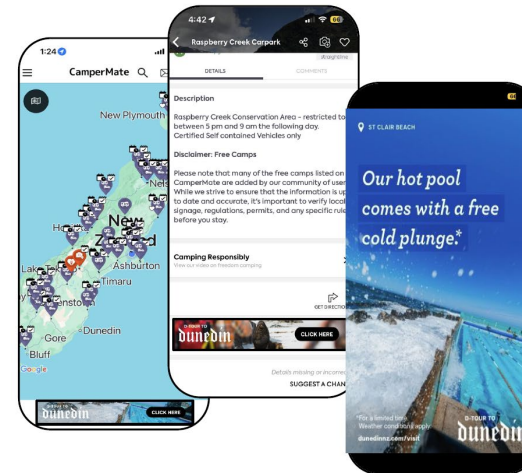 1:24
CamperMate
New Plymouth
Nels
New
Ashburton
Timaru
enstow
Dunedin
Gore
Bluff
Google
D-TOUR TO
dunedin
CLICK HERE
4:42
Raspberry Creek Carpark
DETAILS
COMMENTS
Description
Raspberry Creek Conservation Area – restricted to
between 5 pm and 9 am the following day.
Certified Self contained Vehicles only
Disclaimer: Free Camps
Please note that many of the free camps listed on
CamperMate are added by our community of user
While we strive to ensure that the information is up
to date and accurate, it's important to verify local
signage, regulations, permits, and any specific rule
before you stay.
Camping Responsibly
View our video on freedom camping
GET DIRECTIO
D-TOUR TO
dunedin
CLICK HERE
Details missing or incorrec
SUGGEST A CHAN
ST CLAIR BEACH
Our hot pool
comes with a free
cold plunge.*
*For a limited time.
Weather conditions apply.
dunedinnz.com/visit
D-TOUR TO
dunedin